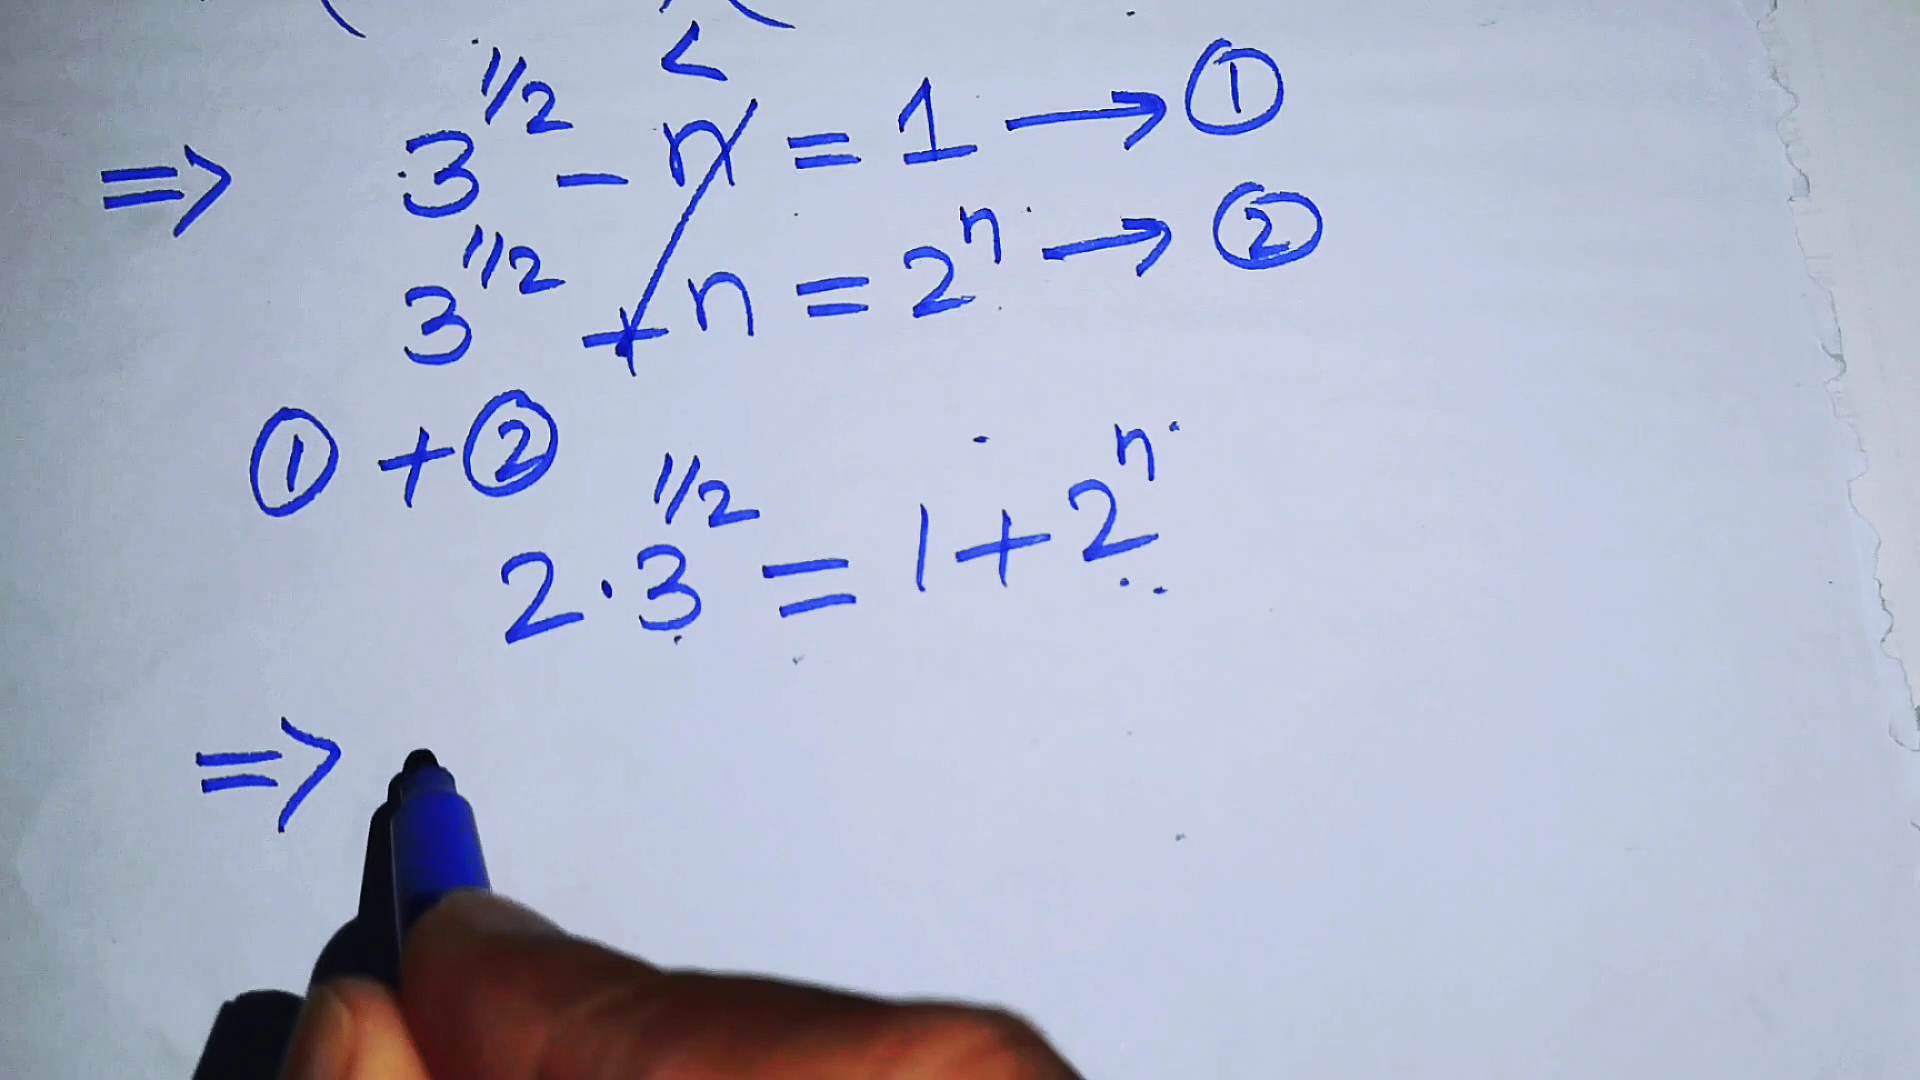 ⇒ 3^1/2 - n = 1 → ①
3^1/2 + n = 2^n → ②
① + ②
2·3^1/2 = 1 + 2^n
⇒